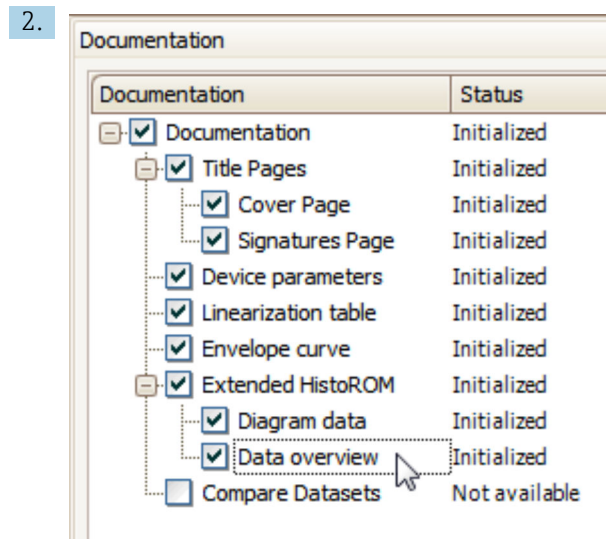 2.
Documentation
Documentation Status
Documentation Initialized
Title Pages Initialized
Cover Page Initialized
Signatures Page Initialized
Device parameters Initialized
Linearization table Initialized
Envelope curve Initialized
Extended HistoROM Initialized
Diagram data Initialized
Data overview Initialized
Compare Datasets Not available